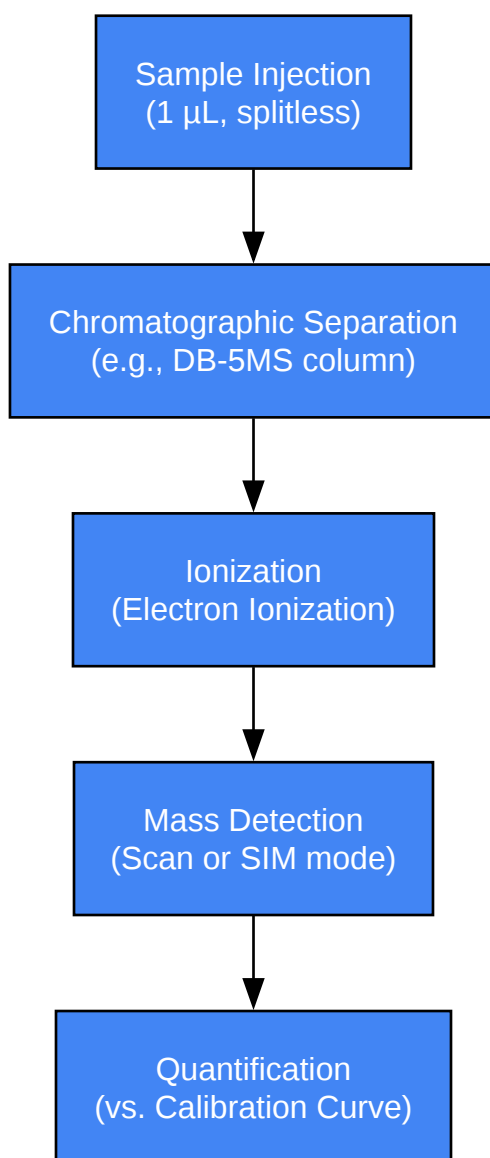 Sample Injection
(1 µL, splitless)
Chromatographic Separation
(e.g., DB-5MS column)
Ionization
(Electron Ionization)
Mass Detection
(Scan or SIM mode)
Quantification
(vs. Calibration Curve)